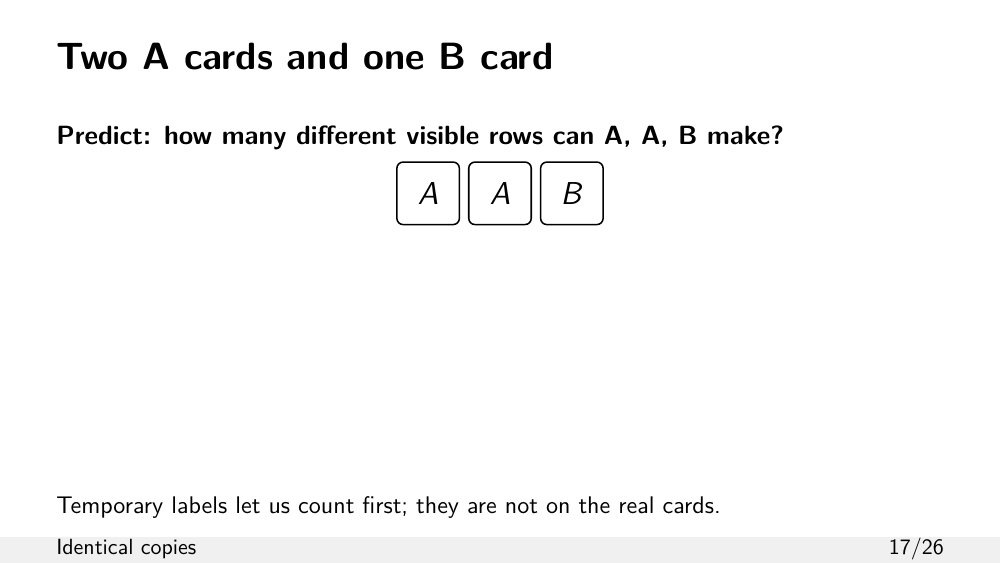 Two A cards and one B card
Predict: how many different visible rows can A, A, B make?
A A B
Temporary labels let us count first; they are not on the real cards.
Identical copies 17/26